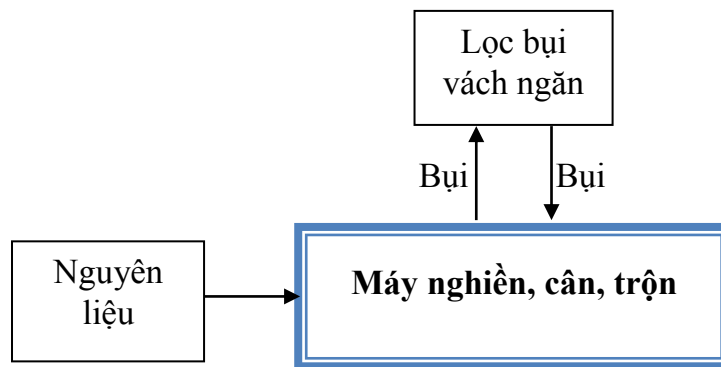 Lọc bụi
vách ngăn
Bụi
Bụi
Nguyên
liệu
Máy nghiền, cân, trộn